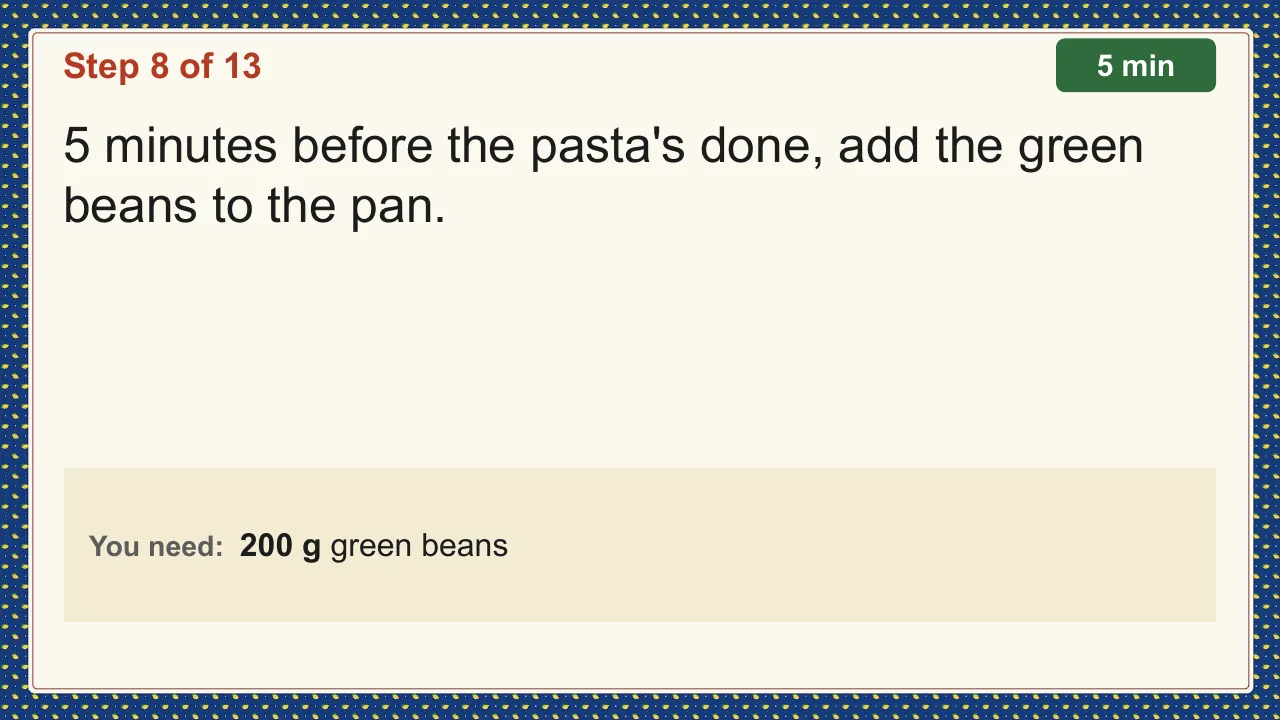 Step 8 of 13
5 min
5 minutes before the pasta's done, add the green
beans to the pan.
You need: 200 g green beans